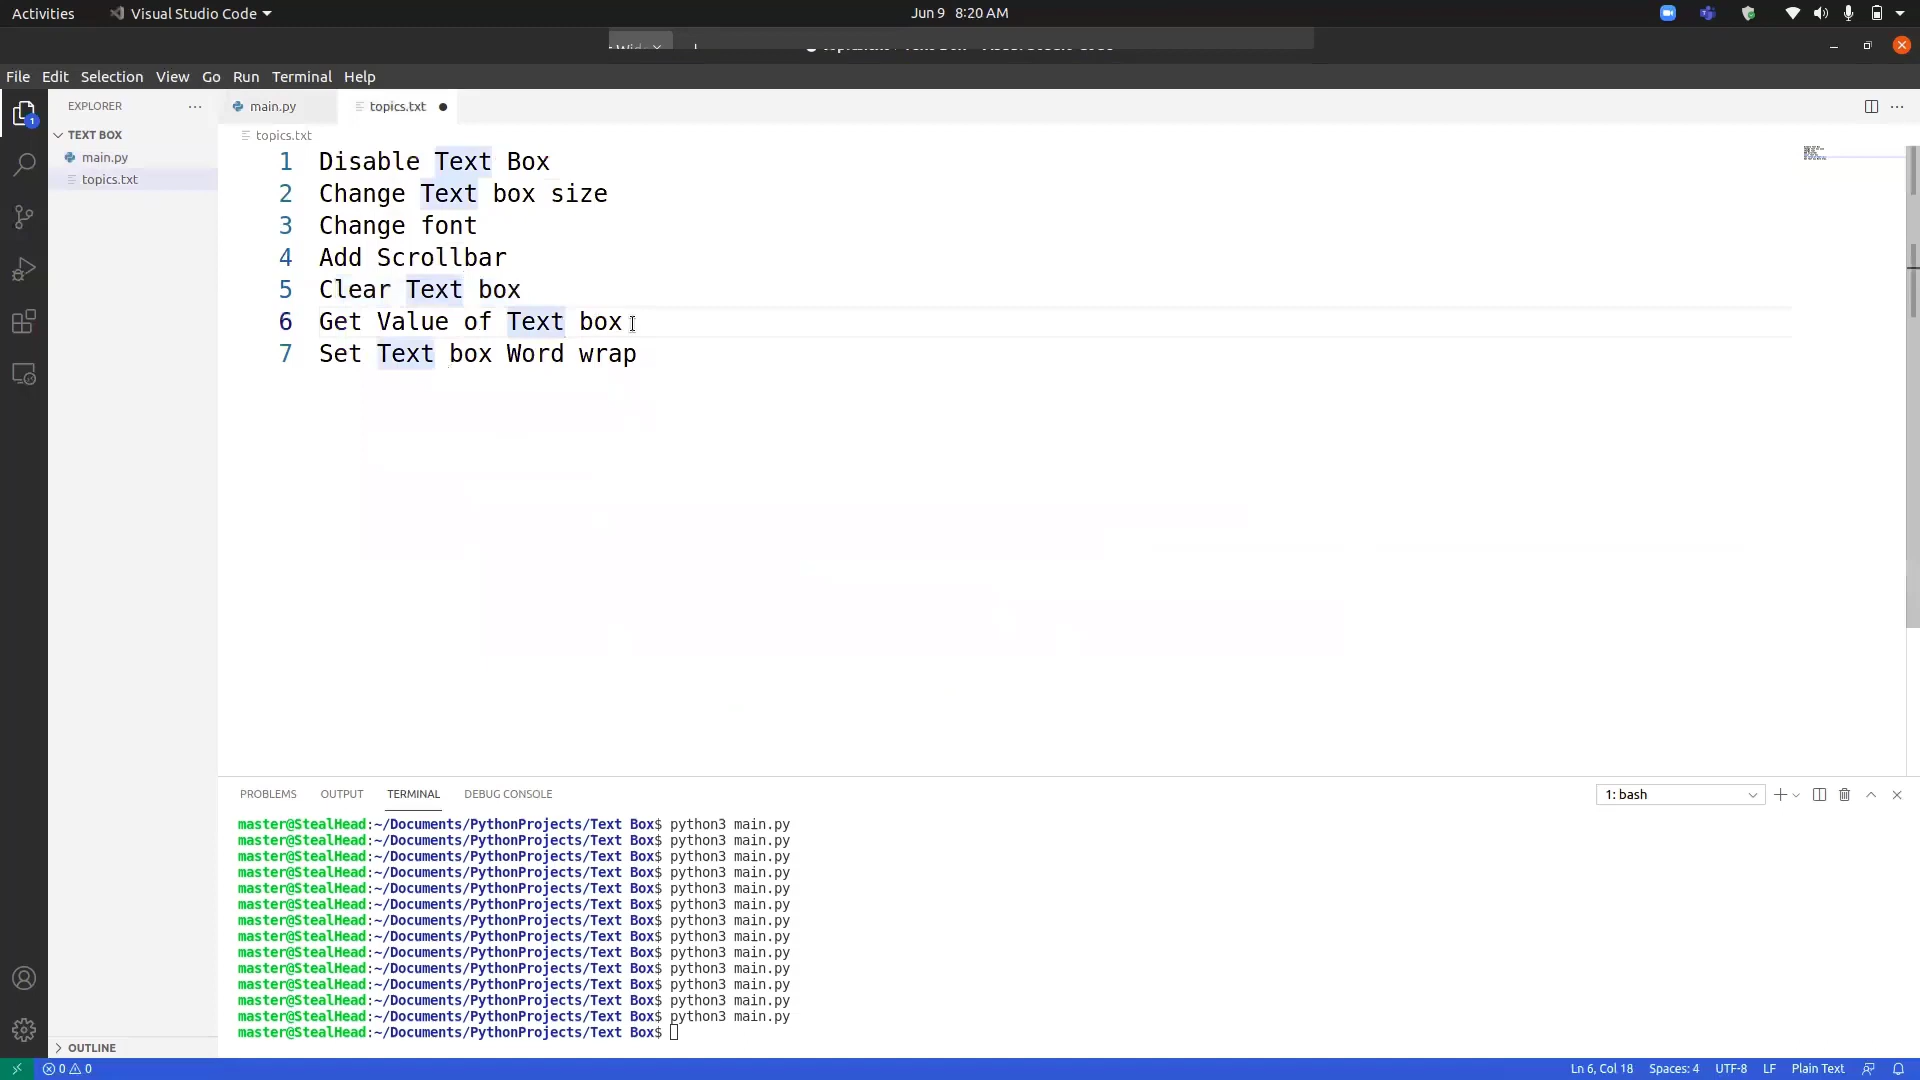 Activities
Visual Studio Code
Jun 9 8:20 AM
File Edit Selection View Go Run Terminal Help
EXPLORER
main.py
topics.txt
TEXT BOX
topics.txt
main.py
topics.txt
1 Disable Text Box
2 Change Text box size
3 Change font
4 Add Scrollbar
5 Clear Text box
6 Get Value of Text box
7 Set Text box Word wrap
1
PROBLEMS OUTPUT TERMINAL DEBUG CONSOLE
1: bash
master@StealHead:~/Documents/PythonProjects/Text Box$ python3 main.py
master@StealHead:~/Documents/PythonProjects/Text Box$ python3 main.py
master@StealHead:~/Documents/PythonProjects/Text Box$ python3 main.py
master@StealHead:~/Documents/PythonProjects/Text Box$ python3 main.py
master@StealHead:~/Documents/PythonProjects/Text Box$ python3 main.py
master@StealHead:~/Documents/PythonProjects/Text Box$ python3 main.py
master@StealHead:~/Documents/PythonProjects/Text Box$ python3 main.py
master@StealHead:~/Documents/PythonProjects/Text Box$ python3 main.py
master@StealHead:~/Documents/PythonProjects/Text Box$ python3 main.py
master@StealHead:~/Documents/PythonProjects/Text Box$ python3 main.py
master@StealHead:~/Documents/PythonProjects/Text Box$ python3 main.py
master@StealHead:~/Documents/PythonProjects/Text Box$ python3 main.py
master@StealHead:~/Documents/PythonProjects/Text Box$ python3 main.py
master@StealHead:~/Documents/PythonProjects/Text Box$
OUTLINE
0 0
Ln 6, Col 18 Spaces: 4 UTF-8 LF Plain Text